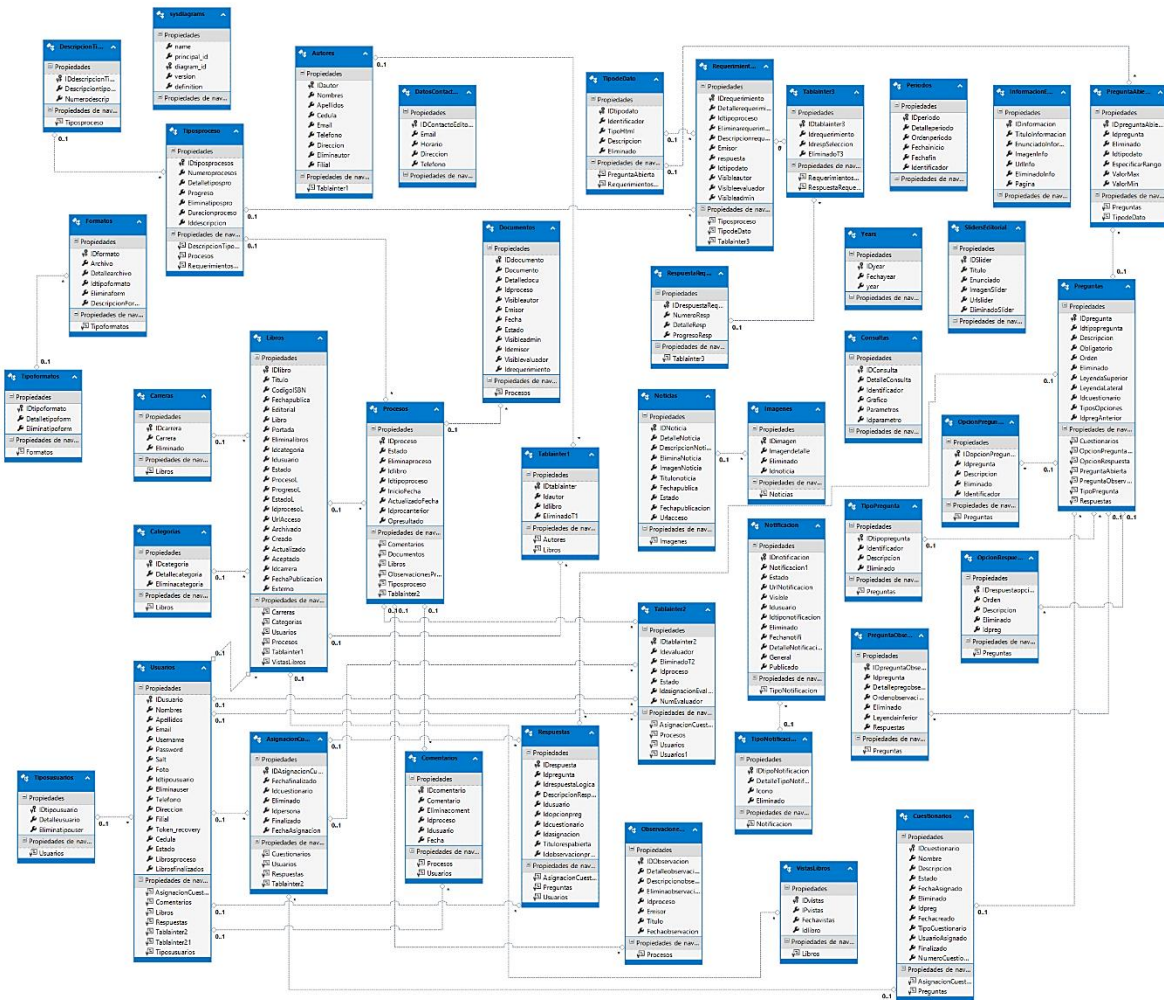 DescripcionTi...
Propiedades
IDdescripcionTi...
Descripciontipo...
Numerodescrip
Propiedades de nav...
Tiposproceso
sysdiagrams
Propiedades
name
principal_id
diagram_id
version
definition
Propiedades de nav...
Tiposproceso
Propiedades
IDtiposprocesos
Numeroprocesos
Detalletipospro
Progreso
Eliminatipospro
Duracionproceso
Iddescripcion
Propiedades de nav...
DescripcionTipo...
Procesos
Requerimientos...
Autores
Propiedades
IDautor
Nombres
Apellidos
Cedula
Email
Telefono
Direccion
Eliminautor
Filial
Propiedades de nav...
Tablainter1
DatosContac...
Propiedades
IDContactoEdito...
Email
Horario
Direccion
Telefono
Propiedades de nav...
TipodeDato
Propiedades
IDtipodato
Identificador
TipoHtml
Descripcion
Eliminado
Propiedades de nav...
PreguntaAbierta
Requerimientos...
Requerimient...
Propiedades
IDrequerimiento
Detallerequerimi...
Idtipoproceso
Eliminarequerimi...
Descripcionrequ...
Emisor
respuesta
Idtipodato
Visibleautor
Visibleevaluador
Visibleadmin
Propiedades de nav...
Tiposproceso
TipodeDato
Tablainter3
Tablainter3
Propiedades
IDtablainter3
Idrequerimiento
IdrespSeleccion
EliminadoT3
Propiedades de nav...
Requerimientos...
RespuestaReque...
Periodos
Propiedades
IDperiodo
Detalleperiodo
Ordenperiodo
Fechainicio
Fechafin
Identificador
Propiedades de nav...
InformacionE...
Propiedades
IDInformacion
TituloInformacion
EnunciadoInfor...
ImagenInfo
UrlInfo
EliminadoInfo
Pagina
Propiedades de nav...
PreguntaAbie...
Propiedades
IDpreguntaAbie...
Idpregunta
Eliminado
Idtipodato
EspecificarRango
ValorMax
ValorMin
Propiedades de nav...
Preguntas
TipodeDato
Formatos
Propiedades
IDformato
Archivo
Detallearchivo
Idtipoformato
Eliminaform
DescripcionFor...
Propiedades de nav...
Tipoformatos
Tipoformatos
Propiedades
IDtipoformato
Detalletipoform
Eliminatipoform
Propiedades de nav...
Formatos
Documentos
Propiedades
IDdocumento
Documento
Detalledocu
Idproceso
Visibleautor
Emisor
Fecha
Estado
Visibleadmin
Idemisor
Visiblevaluador
Idrequerimiento
Propiedades de nav...
Procesos
RespuestaReq...
Propiedades
IDrespuestaReq...
NumeroResp
DetalleResp
ProgresoResp
Propiedades de nav...
Tablainter3
Years
Propiedades
IDyear
Fechayear
year
Propiedades de nav...
SlidersEditorial
Propiedades
IDSlider
Titulo
Enunciado
ImagenSlider
UrlSlider
EliminadoSlider
Propiedades de nav...
Preguntas
Propiedades
IDpregunta
Idtipopregunta
Descripcion
Obligatorio
Orden
Eliminado
LeyendaSuperior
LeyendaLateral
Idcuestionario
TiposOpciones
IdpregAnterior
Propiedades de nav...
Cuestionarios
OpcionPregunta...
OpcionRespuest...
PreguntaAbierta
PreguntaObserv...
TipoPregunta
Respuestas
Libros
Propiedades
IDlibro
Titulo
CodigoISBN
Fechapublica
Editorial
Libro
Portada
Eliminalibros
Idcategoria
Idusuario
Estado
ProcesoL
ProgresoL
EstadoL
IdprocesoL
UrlAcceso
Archivado
Creado
Actualizado
Aceptado
Idcarrera
FechaPublicacion
Externo
Propiedades de nav...
Carreras
Categorias
Usuarios
Procesos
Tablainter1
VistasLibros
Carreras
Propiedades
IDcarrera
Carrera
Eliminado
Propiedades de nav...
Libros
Categorias
Propiedades
IDcategoria
Detallecategoria
Eliminacategoria
Propiedades de nav...
Libros
Procesos
Propiedades
IDproceso
Estado
Eliminaproceso
Idlibro
Idtipoproceso
InicioFecha
ActualizadoFecha
Idprocanterior
Opresultado
Propiedades de nav...
Comentarios
Documentos
Libros
ObservacionesPr...
Tiposproceso
Tablainter2
Tablainter1
Propiedades
IDtablainter
Idautor
Idlibro
EliminadoT1
Propiedades de nav...
Autores
Libros
Noticias
Propiedades
IDNoticia
DetalleNoticia
DescripcionNoti...
EliminaNoticia
ImagenNoticia
Titulonoticia
Fechapublica
Estado
Fechapublicacion
Urlacceso
Propiedades de nav...
Imagenes
Imagenes
Propiedades
IDimagen
Imagendetalle
Eliminado
Idnoticia
Propiedades de nav...
Noticias
Consultas
Propiedades
IDConsulta
DetalleConsulta
Identificador
Grafico
Parametros
Idparametro
Propiedades de nav...
OpcionPregun...
Propiedades
IDopcionPregun...
Idpregunta
Descripcion
Eliminado
Identificador
Propiedades de nav...
Preguntas
TipoPregunta
Propiedades
IDtipopregunta
Identificador
Descripcion
Eliminado
Propiedades de nav...
Preguntas
OpcionRespue...
Propiedades
IDrespuestaopci...
Orden
Descripcion
Eliminado
Idpreg
Propiedades de nav...
Preguntas
Notificacion
Propiedades
IDnotificacion
Notificacion1
Estado
UrlNotificacion
Visible
Idusuario
Idtiponotificacion
Eliminado
Fechanotifi
DetalleNotificaci...
General
Publicado
Propiedades de nav...
TipoNotificacion
PreguntaObse...
Propiedades
IDpreguntaObse...
Idpregunta
Detallepregobse...
Ordenobservaci...
Eliminado
Leyendainferior
Respuestas
Propiedades de nav...
Preguntas
Tablainter2
Propiedades
IDtablainter2
Idevaluador
EliminadoT2
Idproceso
Estado
IdasignacionEval...
NumEvaluador
Propiedades de nav...
AsignacionCuest...
Procesos
Usuarios
Usuarios1
Usuarios
Propiedades
IDusuario
Nombres
Apellidos
Email
Username
Password
Salt
Foto
Idtipousuario
Eliminauser
Telefono
Direccion
Filial
Token_recovery
Cedula
Estado
Librosproceso
Librosfinalizados
Propiedades de nav...
AsignacionCuest...
Comentarios
Libros
Respuestas
Tablainter2
Tablainter21
Tiposusuarios
Tiposusuarios
Propiedades
IDtipousuario
Detalleusuario
Eliminatipouser
Propiedades de nav...
Usuarios
AsignacionCu...
Propiedades
IDAsignacionCu...
Fechafinalizado
Idcuestionario
Eliminado
Idpersona
Finalizado
FechaAsignacion
Propiedades de nav...
Cuestionarios
Usuarios
Respuestas
Tablainter2
Comentarios
Propiedades
IDcomentario
Comentario
Eliminacoment
Idproceso
Idusuario
Fecha
Propiedades de nav...
Procesos
Usuarios
Respuestas
Propiedades
IDrespuesta
Idpregunta
IdrespuestaLogica
DescripcionResp...
Idusuario
Idopcionpreg
Idcuestionario
Idasignacion
Titulorespabierta
Idobservacionpr...
Propiedades de nav...
AsignacionCuest...
Preguntas
Usuarios
TipoNotificaci...
Propiedades
IDtipoNotificacion
DetalleTipoNotif...
Icono
Eliminado
Propiedades de nav...
Notificacion
Observacione...
Propiedades
IDObservacion
Detalleobservaci...
Descripcionobse...
Eliminaobservaci...
Idproceso
Emisor
Titulo
Fechaobservacion
Propiedades de nav...
Procesos
VistasLibros
Propiedades
IDvistas
IPvistas
Fechavistas
Idlibro
Propiedades de nav...
Libros
Cuestionarios
Propiedades
IDcuestionario
Nombre
Descripcion
Estado
FechaAsignado
Eliminado
Idpreg
Fechacreado
TipoCuestionario
UsuarioAsignado
Finalizado
NumeroCuestio...
Propiedades de nav...
AsignacionCuest...
Preguntas